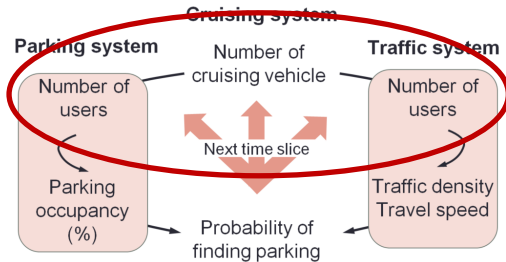 Cruising system
Parking system
Traffic system
Number of
cruising vehicle
Number of
users
Number of
users
Next time slice
Parking
occupancy
(%)
Traffic density
Travel speed
Probability of
finding parking